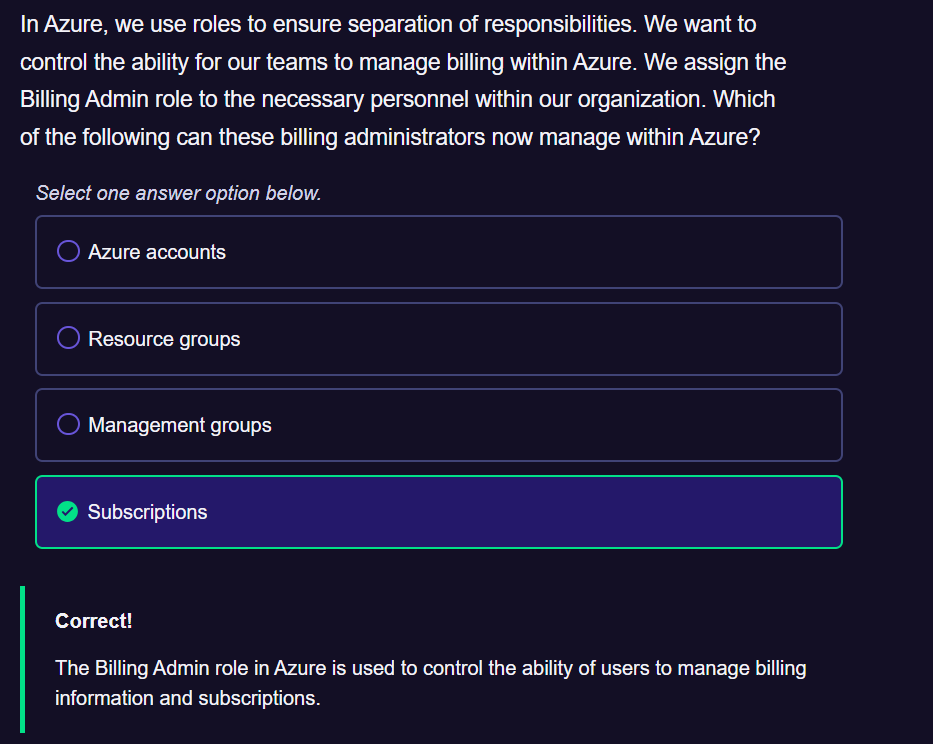 In Azure, we use roles to ensure separation of responsibilities. We want to
control the ability for our teams to manage billing within Azure. We assign the
Billing Admin role to the necessary personnel within our organization. Which
of the following can these billing administrators now manage within Azure?
Select one answer option below.
Azure accounts
Resource groups
Management groups
Subscriptions
Correct!
The Billing Admin role in Azure is used to control the ability of users to manage billing
information and subscriptions.